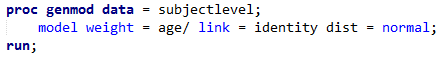 proc genmod data = subjectlevel;
model weight = age/ link = identity dist = normal;
run;